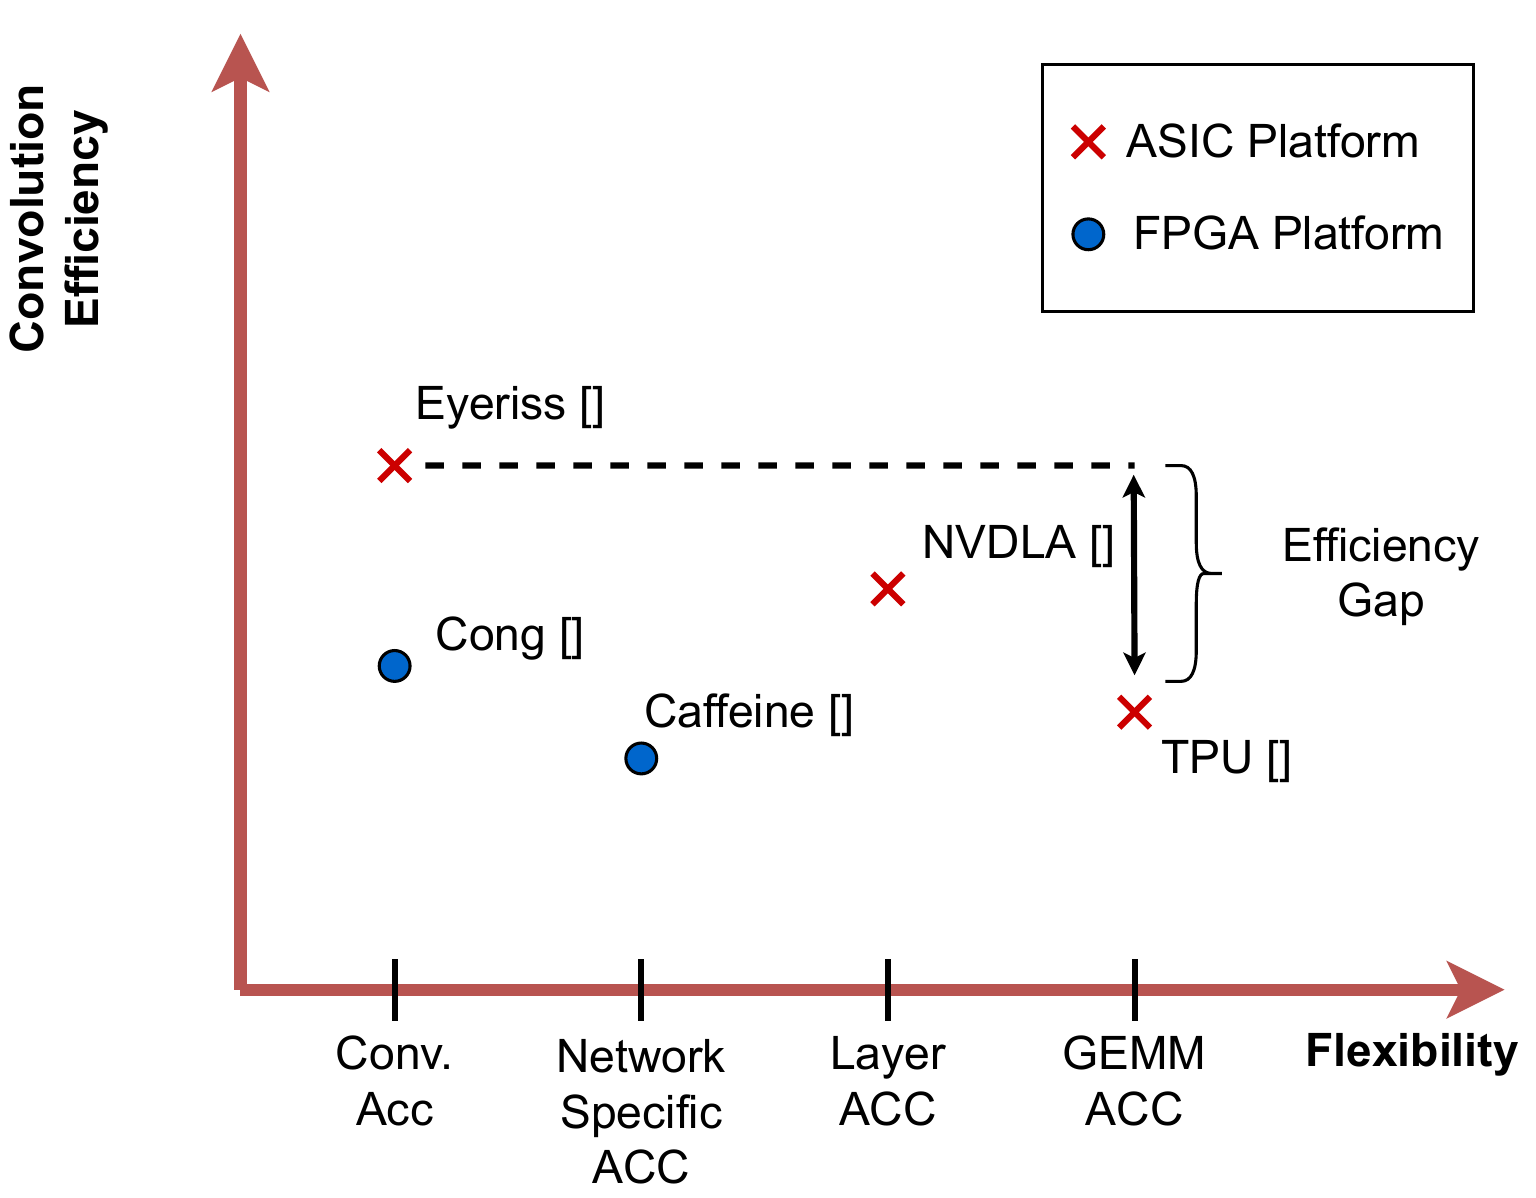 Convolution
Efficiency
ASIC Platform
FPGA Platform
Eyeriss []
NVDLA []
Efficiency
Gap
Cong []
Caffeine []
TPU []
Conv.
Acc
Network
Specific
ACC
Layer
ACC
GEMM
ACC
Flexibility